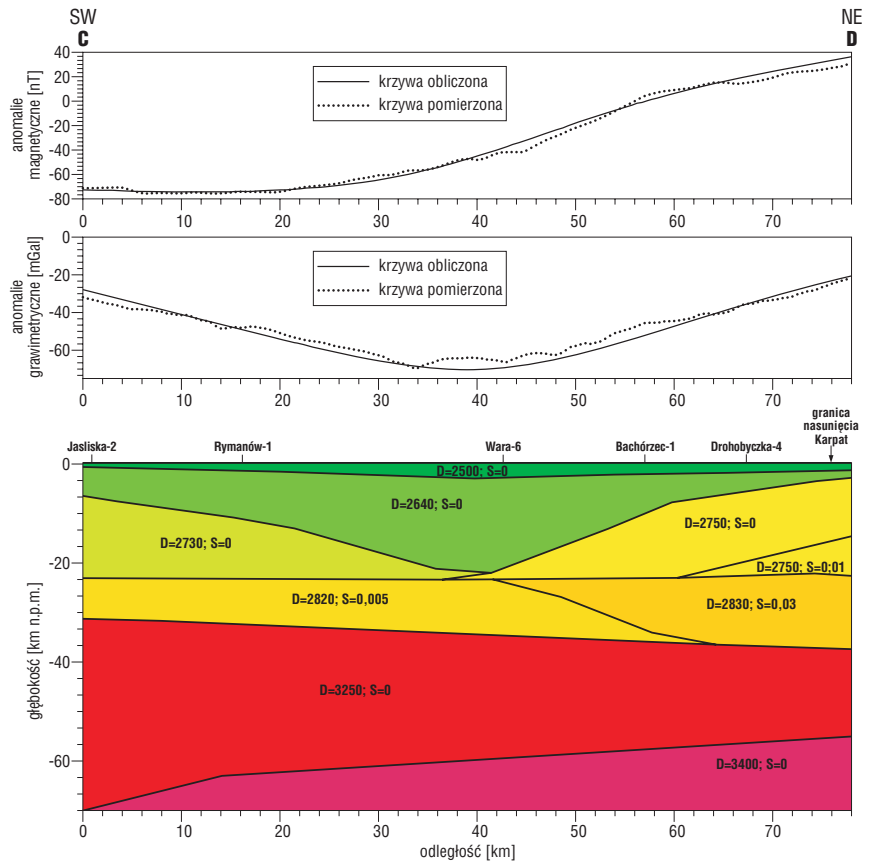 SW NE
C D
anomalie
magnetyczne [nT]
40
20
0
-20
-40
-60
-80
krzywa obliczona
krzywa pomierzona
0 10 20 30 40 50 60 70
anomalie
grawimetryczne [mGal]
0
-20
-40
-60
krzywa obliczona
krzywa pomierzona
0 10 20 30 40 50 60 70
granica
nasunięcia
Karpat
Jasliska-2 Rymanów-1 Wara-6 Bachórzec-1 Drohobyczka-4
głębokość [km n.p.m.]
0
-20
-40
-60
D=2500; S=0
D=2640; S=0
D=2750; S=0
D=2730; S=0
D=2750; S=0;01
D=2820; S=0,005
D=2830; S=0,03
D=3250; S=0
D=3400; S=0
0 10 20 30 40 50 60 70
odległość [km]